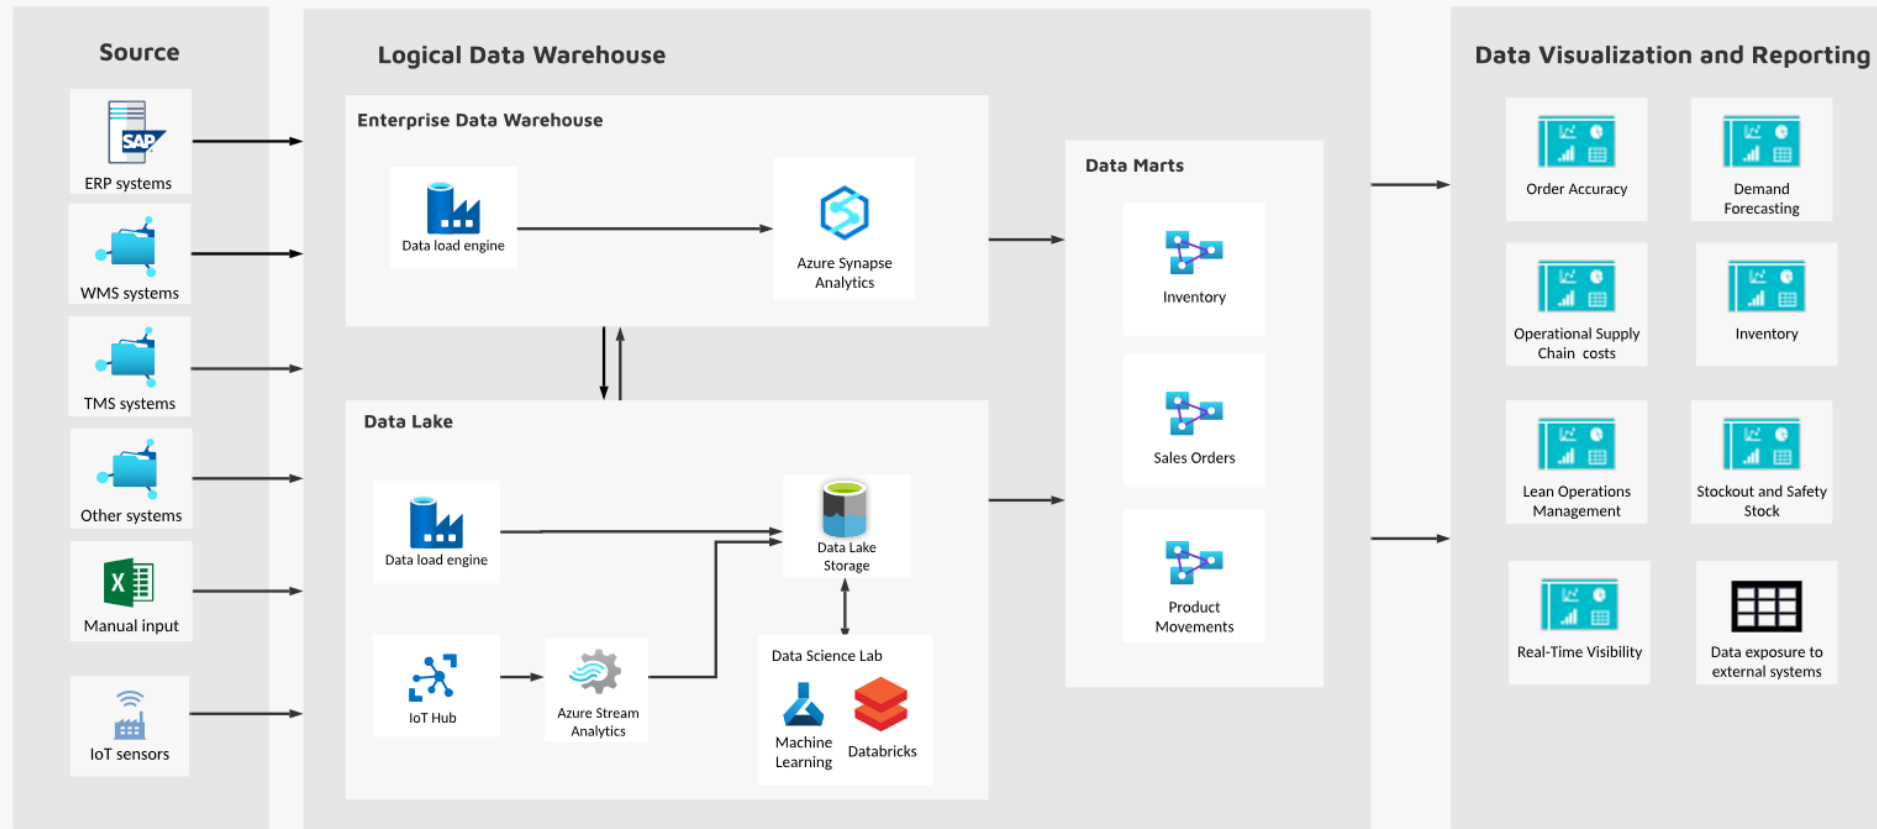 Source
SAP
ERP systems
WMS systems
TMS systems
Other systems
X
Manual input
IoT sensors
Logical Data Warehouse
Enterprise Data Warehouse
Data load engine
Azure Synapse
Analytics
Data Lake
Data load engine
Data Lake
Storage
IoT Hub
Azure Stream
Analytics
Data Science Lab
Machine
Learning
Databricks
Data Marts
Inventory
Sales Orders
Product
Movements
Data Visualization and Reporting
Order Accuracy
Demand
Forecasting
Operational Supply
Chain costs
Inventory
Lean Operations
Management
Stockout and Safety
Stock
Real-Time Visibility
Data exposure to
external systems